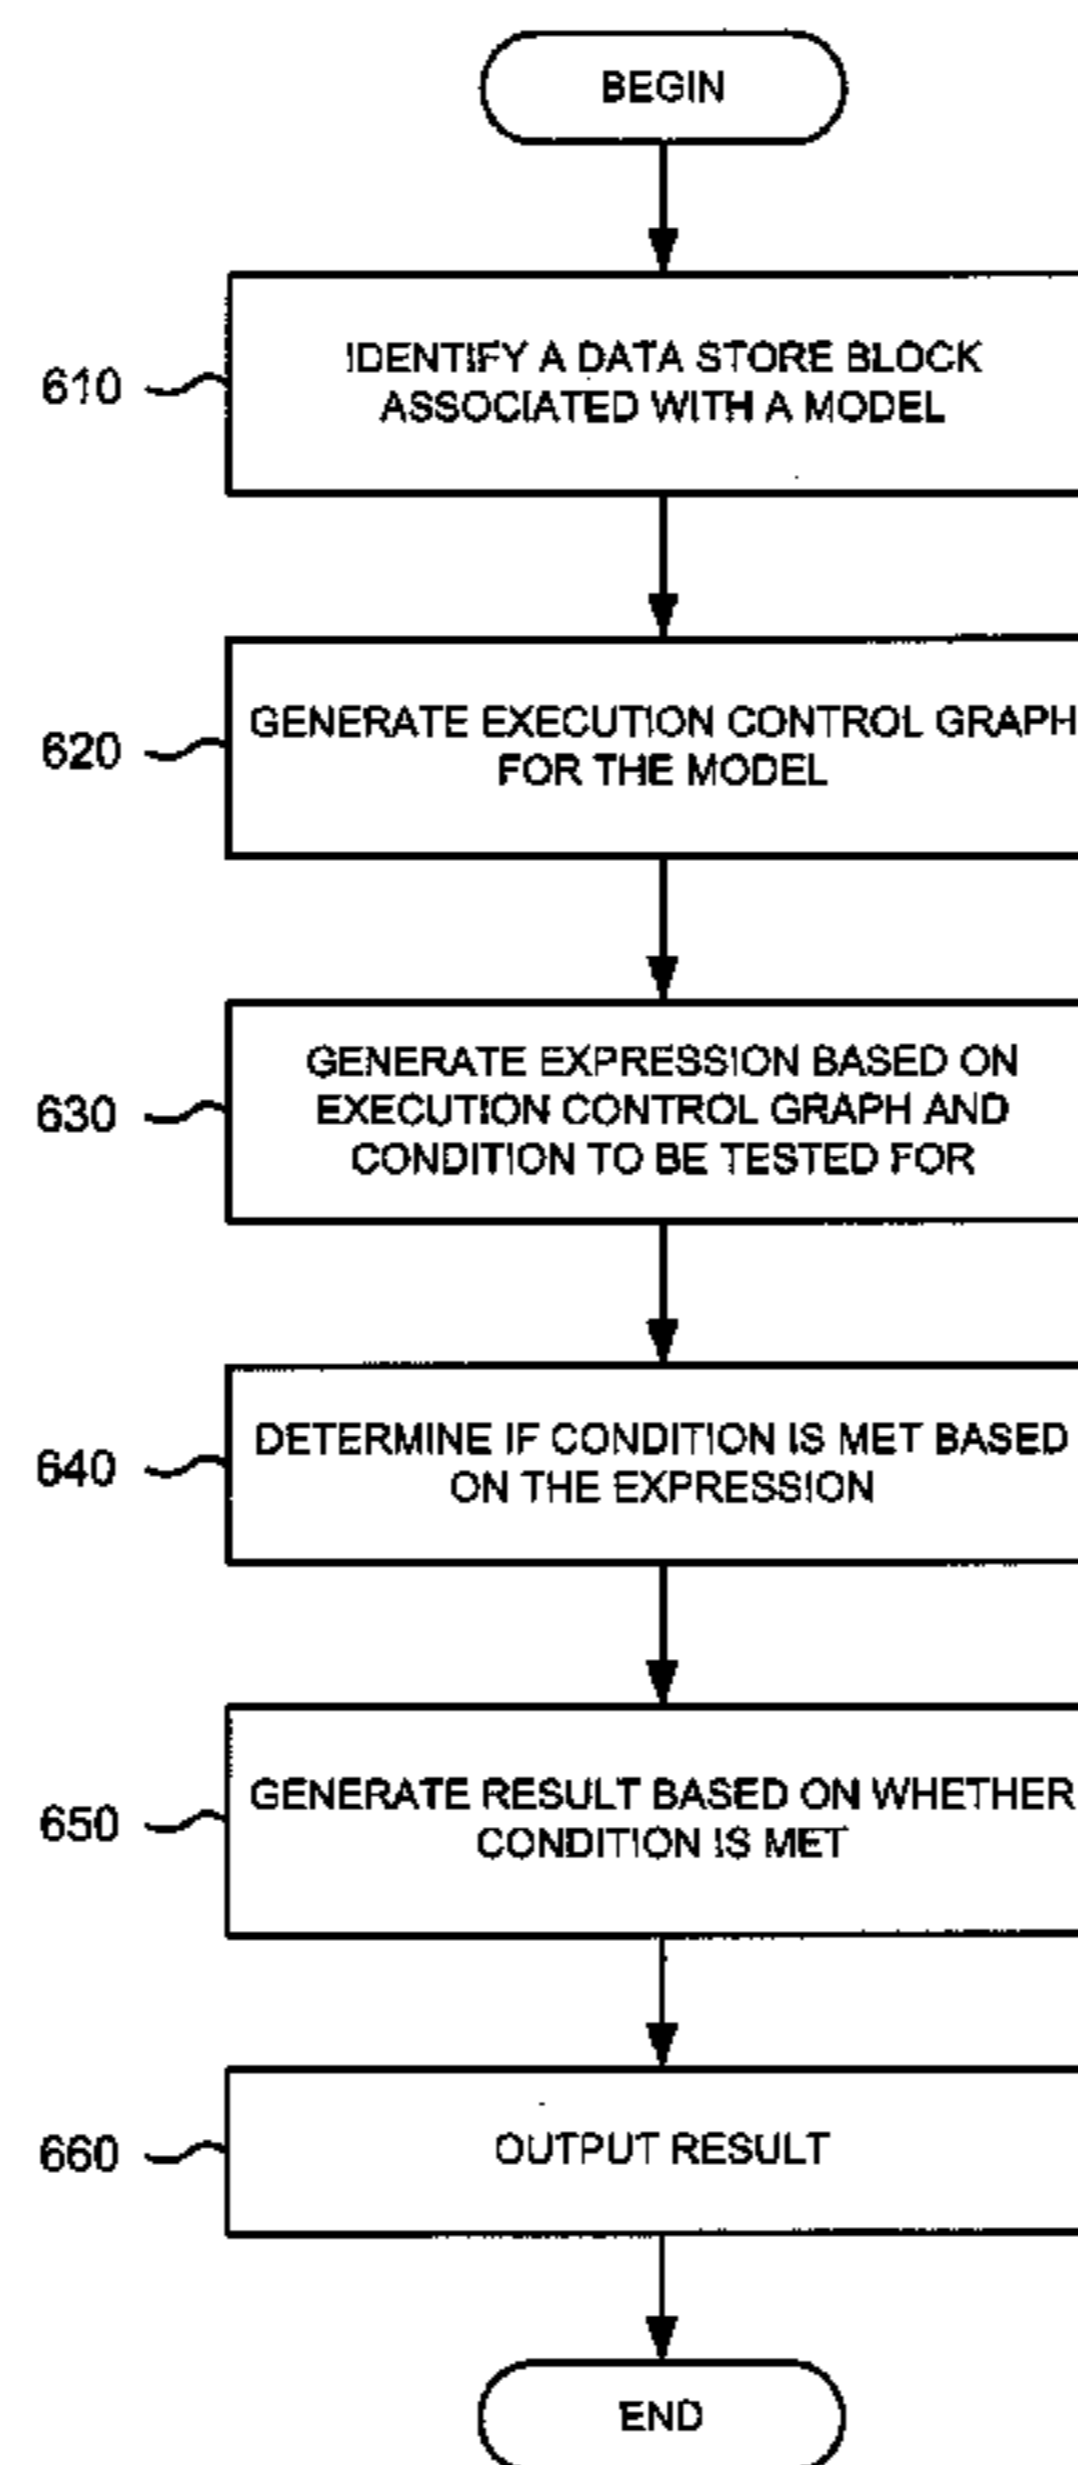 BEGIN
610
IDENTIFY A DATA STORE BLOCK
ASSOCIATED WITH A MODEL
620
GENERATE EXECUTION CONTROL GRAPH
FOR THE MODEL
630
GENERATE EXPRESSION BASED ON
EXECUTION CONTROL GRAPH AND
CONDITION TO BE TESTED FOR
640
DETERMINE IF CONDITION IS MET BASED
ON THE EXPRESSION
650
GENERATE RESULT BASED ON WHETHER
CONDITION IS MET
660
OUTPUT RESULT
END